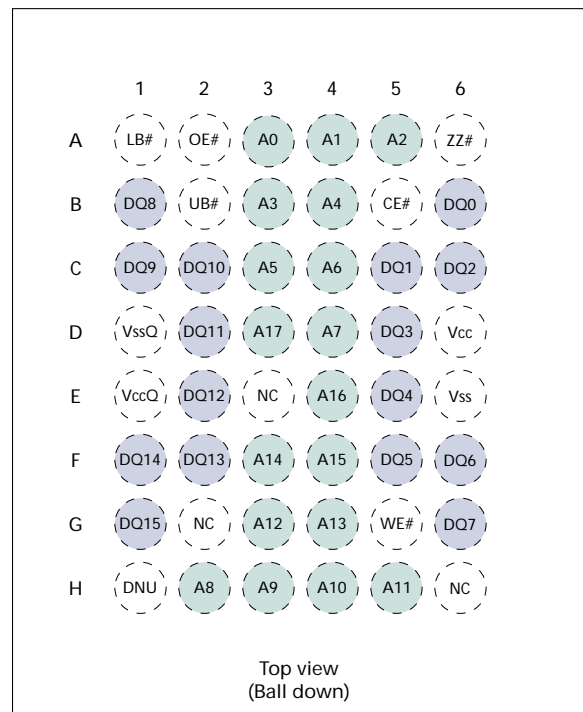 1 2 3 4 5 6
A LB# OE# A0 A1 A2 ZZ#
B DQ8 UB# A3 A4 CE# DQ0
C DQ9 DQ10 A5 A6 DQ1 DQ2
D VssQ DQ11 A17 A7 DQ3 Vcc
E VccQ DQ12 NC A16 DQ4 Vss
F DQ14 DQ13 A14 A15 DQ5 DQ6
G DQ15 NC A12 A13 WE# DQ7
H DNU A8 A9 A10 A11 NC
Top view
(Ball down)